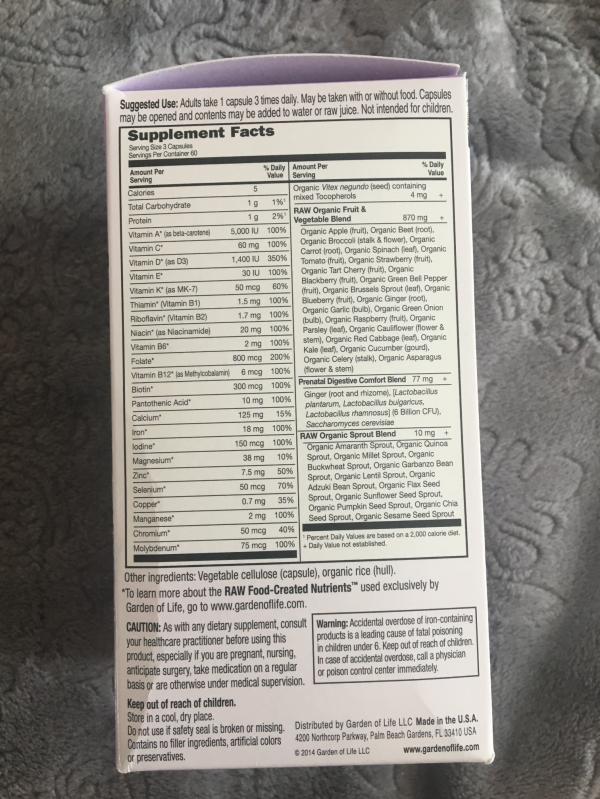 Suggested Use: Adults take 1 capsule 3 times daily. May be taken with or without food. Capsules
may be opened and contents may be added to water or raw juice. Not intended for children.
Supplement Facts
Serving Size 3 Capsules
Servings Per Container 60
Amount Per Serving % Daily Value
Calories 5
Total Carbohydrate 1 g 1%¹
Protein 1 g 2%¹
Vitamin A* (as beta-carotene) 5,000 IU 100%
Vitamin C* 60 mg 100%
Vitamin D* (as D3) 1,400 IU 350%
Vitamin E* 30 IU 100%
Vitamin K* (as MK-7) 50 mcg 60%
Thiamin* (Vitamin B1) 1.5 mg 100%
Riboflavin* (Vitamin B2) 1.7 mg 100%
Niacin* (as Niacinamide) 20 mg 100%
Vitamin B6* 2 mg 100%
Folate* 800 mcg 200%
Vitamin B12* (as Methylcobalamin) 6 mcg 100%
Biotin* 300 mcg 100%
Pantothenic Acid* 10 mg 100%
Calcium* 125 mg 15%
Iron* 18 mg 100%
Iodine* 150 mcg 100%
Magnesium* 38 mg 10%
Zinc* 7.5 mg 50%
Selenium* 50 mcg 70%
Copper* 0.7 mg 35%
Manganese* 2 mg 100%
Chromium* 50 mcg 40%
Molybdenum* 75 mcg 100%
Amount Per Serving % Daily Value
Organic Vitex negundo (seed) containing
mixed Tocopherols 4 mg +
RAW Organic Fruit &
Vegetable Blend 870 mg +
Organic Apple (fruit), Organic Beet (root),
Organic Broccoli (stalk & flower), Organic
Carrot (root), Organic Spinach (leaf), Organic
Tomato (fruit), Organic Strawberry (fruit),
Organic Tart Cherry (fruit), Organic
Blackberry (fruit), Organic Green Bell Pepper
(fruit), Organic Brussels Sprout (leaf), Organic
Blueberry (fruit), Organic Ginger (root),
Organic Garlic (bulb), Organic Green Onion
(bulb), Organic Raspberry (fruit), Organic
Parsley (leaf), Organic Cauliflower (flower &
stem), Organic Red Cabbage (leaf), Organic
Kale (leaf), Organic Cucumber (gourd),
Organic Celery (stalk), Organic Asparagus
(flower & stem)
Prenatal Digestive Comfort Blend 77 mg +
Ginger (root and rhizome), [Lactobacillus
plantarum, Lactobacillus bulgaricus,
Lactobacillus rhamnosus] (6 Billion CFU),
Saccharomyces cerevisiae
RAW Organic Sprout Blend 10 mg +
Organic Amaranth Sprout, Organic Quinoa
Sprout, Organic Millet Sprout, Organic
Buckwheat Sprout, Organic Garbanzo Bean
Sprout, Organic Lentil Sprout, Organic
Adzuki Bean Sprout, Organic Flax Seed
Sprout, Organic Sunflower Seed Sprout,
Organic Pumpkin Seed Sprout, Organic Chia
Seed Sprout, Organic Sesame Seed Sprout
¹ Percent Daily Values are based on a 2,000 calorie diet.
+ Daily Value not established.
Other ingredients: Vegetable cellulose (capsule), organic rice (hull).
*To learn more about the RAW Food-Created Nutrients™ used exclusively by
Garden of Life, go to www.gardenoflife.com.
CAUTION: As with any dietary supplement, consult
your healthcare practitioner before using this
product, especially if you are pregnant, nursing,
anticipate surgery, take medication on a regular
basis or are otherwise under medical supervision.
Warning: Accidental overdose of iron-containing
products is a leading cause of fatal poisoning
in children under 6. Keep out of reach of children.
In case of accidental overdose, call a physician
or poison control center immediately.
Keep out of reach of children.
Store in a cool, dry place.
Do not use if safety seal is broken or missing.
Contains no filler ingredients, artificial colors
or preservatives.
Distributed by Garden of Life LLC Made in the U.S.A.
4200 Northcorp Parkway, Palm Beach Gardens, FL 33410 USA
© 2014 Garden of Life LLC www.gardenoflife.com